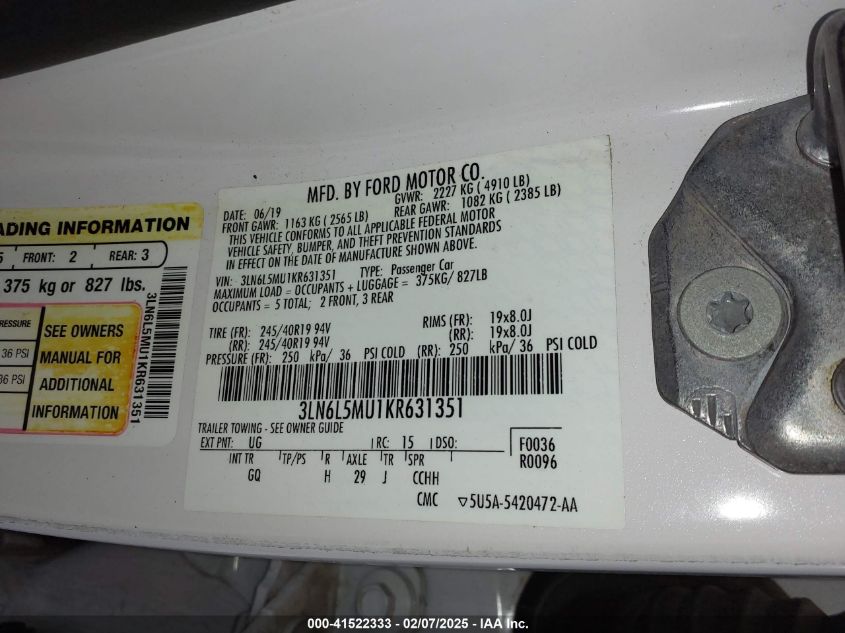 ADING INFORMATION
5 FRONT: 2 REAR: 3
375 kg or 827 lbs.
RESSURE
36 PSI
36 PSI
SEE OWNERS
MANUAL FOR
ADDITIONAL
INFORMATION
3LN6L5MU1KR631351
MFD. BY FORD MOTOR CO.
DATE: 06/19 GVWR: 2227 KG ( 4910 LB)
FRONT GAWR: 1163 KG ( 2565 LB) REAR GAWR: 1082 KG ( 2385 LB)
THIS VEHICLE CONFORMS TO ALL APPLICABLE FEDERAL MOTOR
VEHICLE SAFETY, BUMPER, AND THEFT PREVENTION STANDARDS
IN EFFECT ON THE DATE OF MANUFACTURE SHOWN ABOVE.
VIN: 3LN6L5MU1KR631351 TYPE: Passenger Car
MAXIMUM LOAD = OCCUPANTS + LUGGAGE = 375KG/ 827LB
OCCUPANTS = 5 TOTAL; 2 FRONT, 3 REAR
TIRE (FR): 245/40R19 94V RIMS (FR): 19x8.0J
(RR): 245/40R19 94V (RR): 19x8.0J
PRESSURE (FR): 250 kPa/ 36 PSI COLD (RR): 250 kPa/ 36 PSI COLD
3LN6L5MU1KR631351
TRAILER TOWING - SEE OWNER GUIDE
EXT PNT: UG RC: 15 DSO: F0036
INT TR TP/PS R AXLE TR SPR R0096
GQ H 29 J CCHH
CMC ▽5U5A-5420472-AA
000-41522333 - 02/07/2025 - IAA Inc.